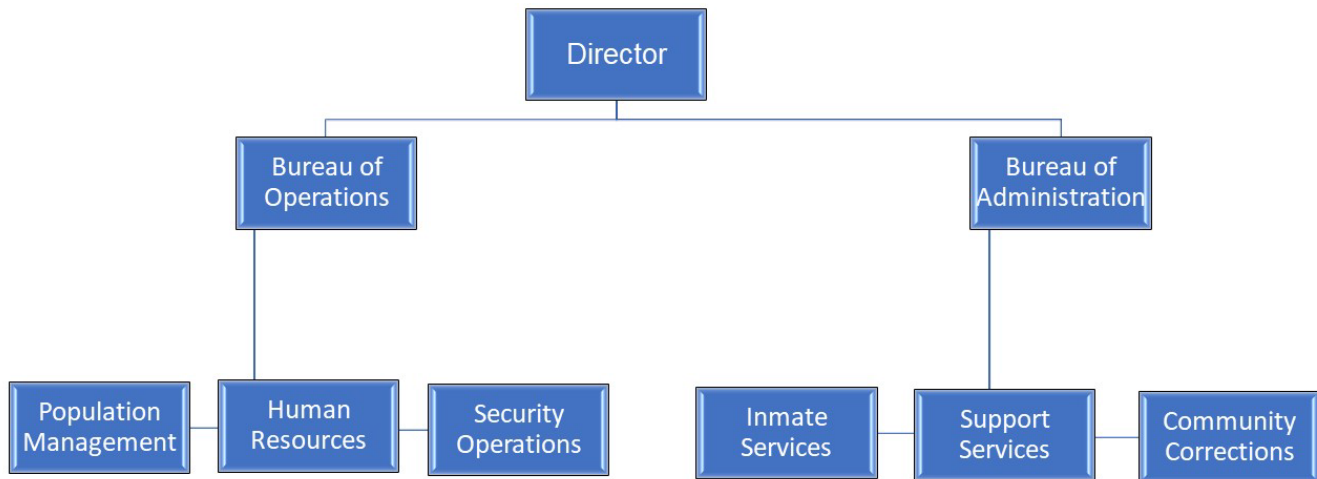 Director
Bureau of
Operations
Bureau of
Administration
Population
Management
Human
Resources
Security
Operations
Inmate
Services
Support
Services
Community
Corrections